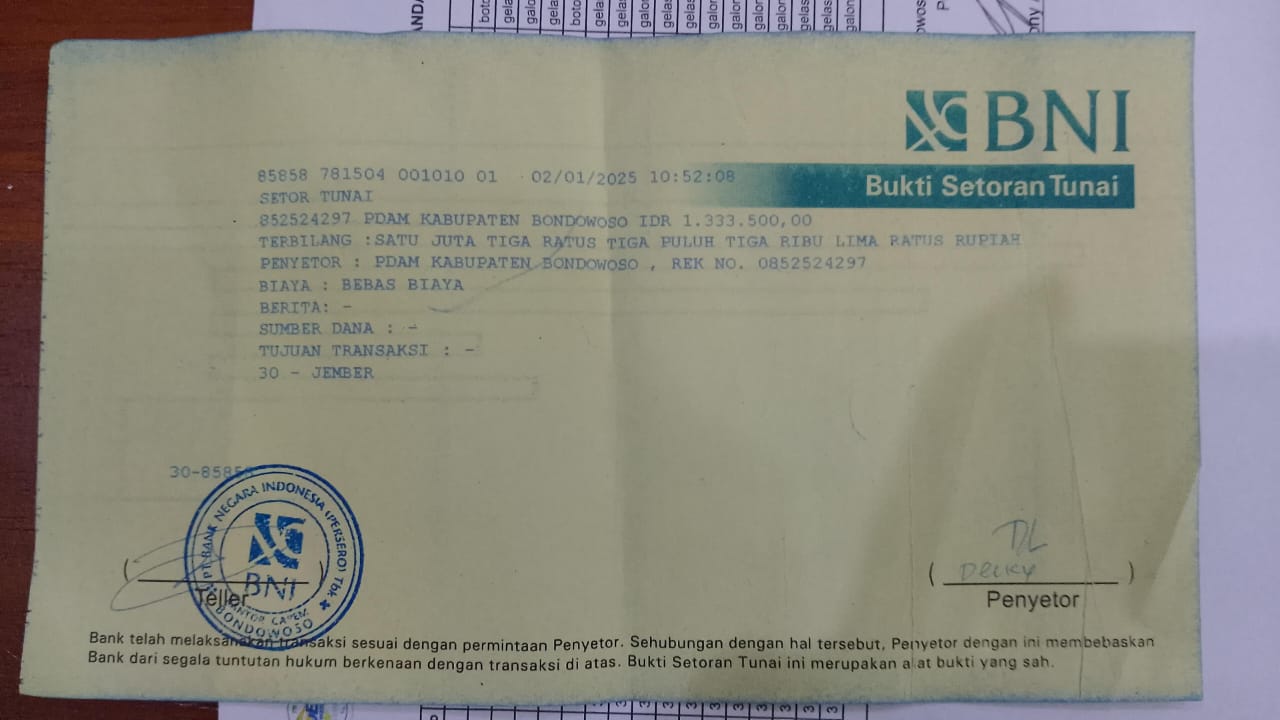 BNI
Bukti Setoran Tunai
85858 781504 001010 01 02/01/2025 10:52:08
SETOR TUNAI
852524297 PDAM KABUPATEN BONDOWOSO IDR 1.333.500,00
TERBILANG :SATU JUTA TIGA RATUS TIGA PULUH TIGA RIBU LIMA RATUS RUPIAH
PENYETOR : PDAM KABUPATEN BONDOWOSO , REK NO. 0852524297
BIAYA : BEBAS BIAYA
BERITA: -
SUMBER DANA : -
TUJUAN TRANSAKSI : -
30 - JEMBER
30-85858
PT BANK NEGARA INDONESIA (PERSERO) Tbk
BNI
KANTOR CAPEM
BONDOWOSO
Teller
DL
Decky
Penyetor
Bank telah melaksanakan transaksi sesuai dengan permintaan Penyetor. Sehubungan dengan hal tersebut, Penyetor dengan ini membebaskan
Bank dari segala tuntutan hukum berkenaan dengan transaksi di atas. Bukti Setoran Tunai ini merupakan alat bukti yang sah.